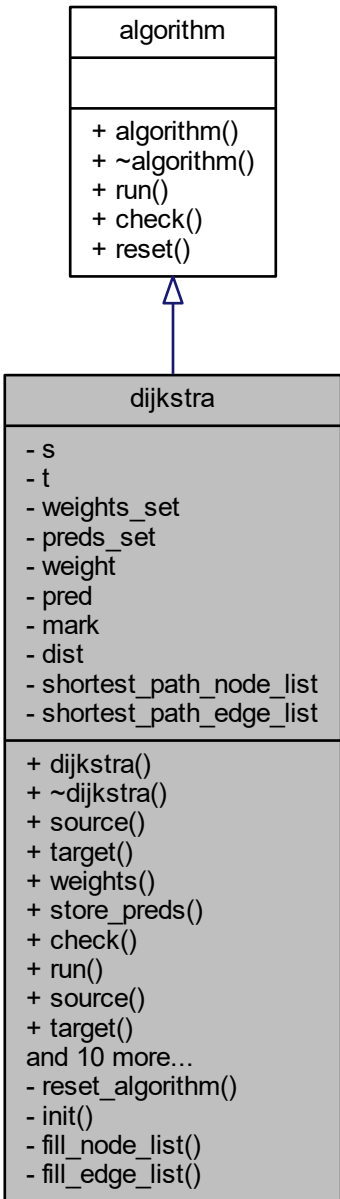 algorithm
+ algorithm()
+ ~algorithm()
+ run()
+ check()
+ reset()
dijkstra
- s
- t
- weights_set
- preds_set
- weight
- pred
- mark
- dist
- shortest_path_node_list
- shortest_path_edge_list
+ dijkstra()
+ ~dijkstra()
+ source()
+ target()
+ weights()
+ store_preds()
+ check()
+ run()
+ source()
+ target()
and 10 more...
- reset_algorithm()
- init()
- fill_node_list()
- fill_edge_list()